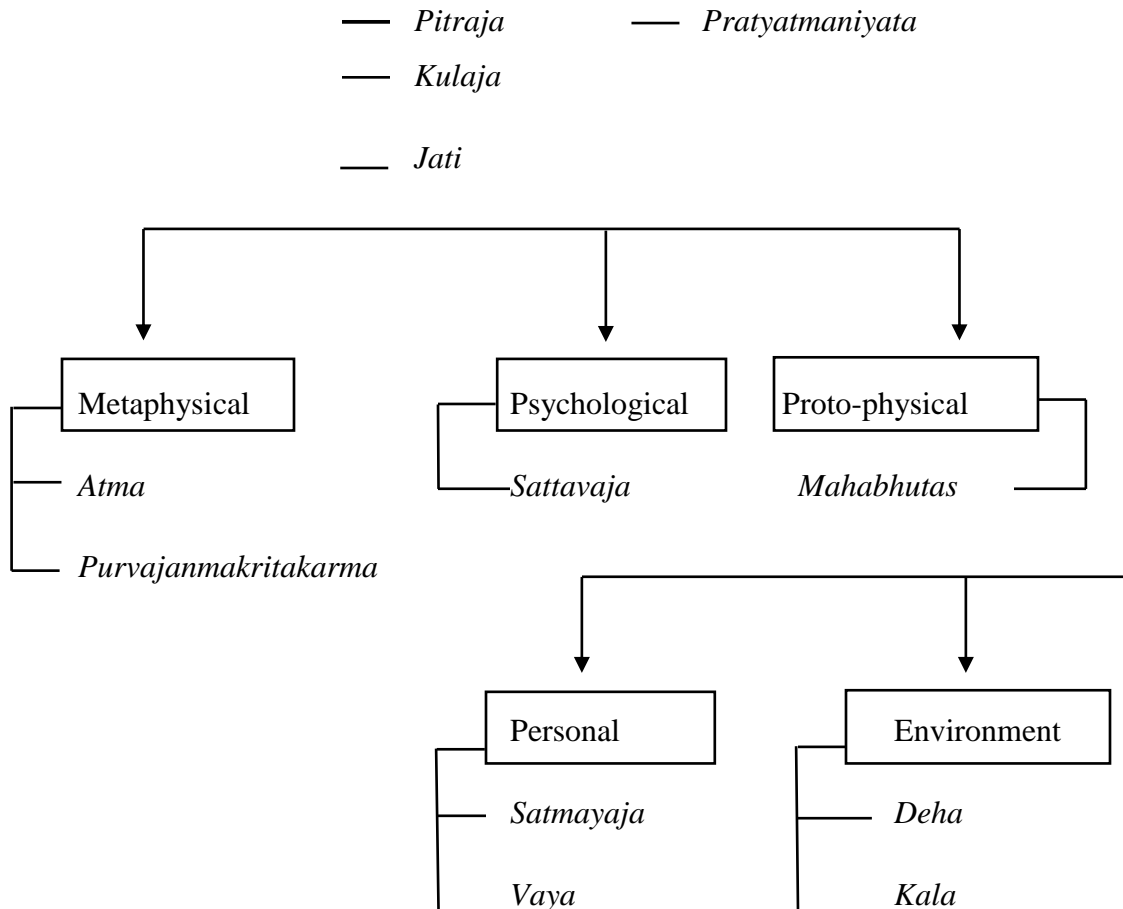 Pitraja Pratyatmaniyata
Kulaja
Jati
Metaphysical Psychological Proto-physical
Atma Sattavaja Mahabhutas
Purvajanmakritakarma
Personal Environment
Satmayaja Deha
Vaya Kala